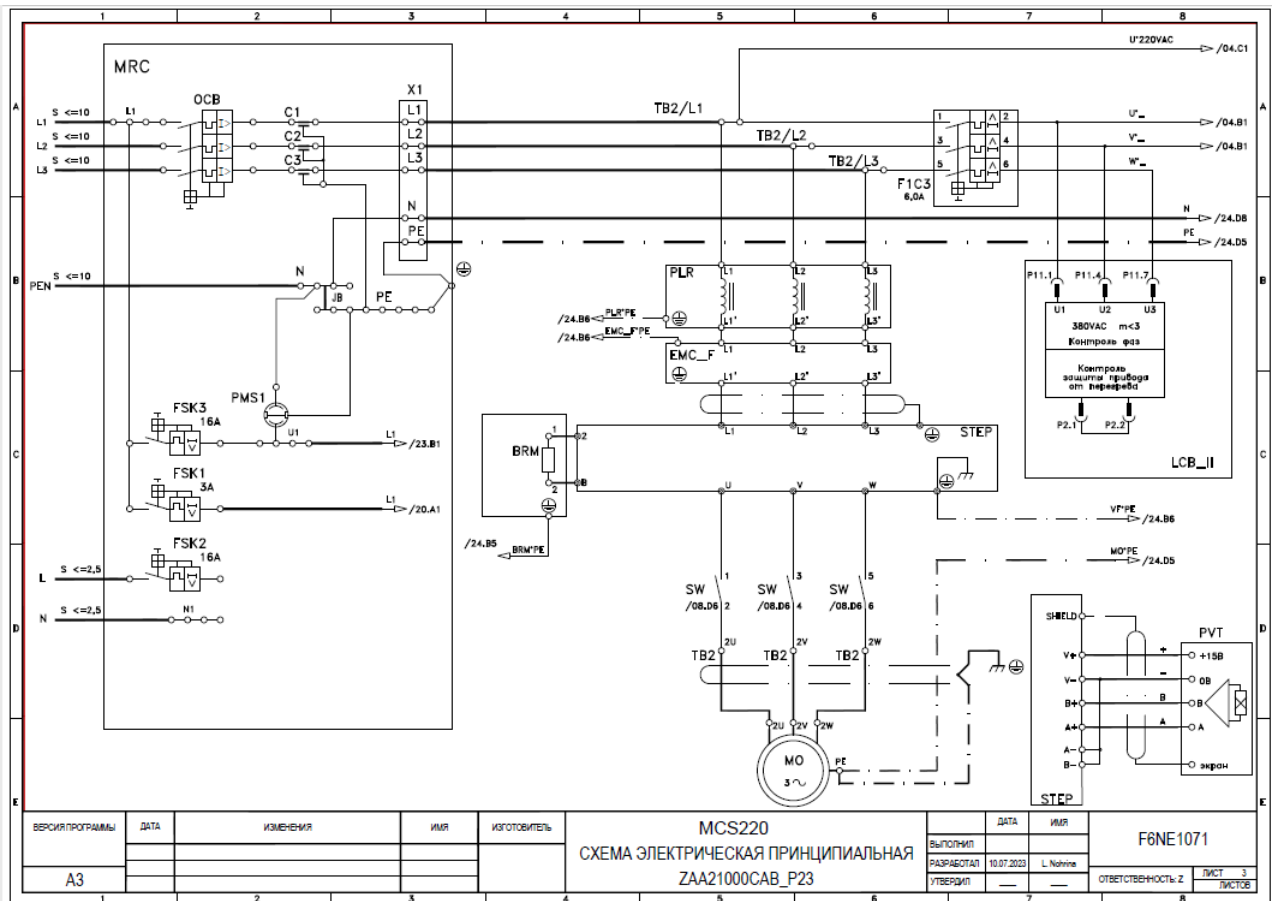 1 2 3 4 5 6 7 8
A
B
C
D
E
MRC
OCB
X1
L1 S <=10 L1
L2 S <=10
L3 S <=10
C1
C2
C3
L1
L2
L3
N
PE
TB2/L1
TB2/L2
TB2/L3
U'220VAC /04.C1
1 2
3 4
5 6
F1C3
6,0A
U'_ /04.B1
V'_ /04.B1
W'_
N /24.D8
PE /24.D5
PEN S <=10
N
JB
PE
PLR
L1 L2 L3
L1' L2' L3'
/24.B6 PLR'PE
/24.B6 EMC_F'PE
EMC_F
L1 L2 L3
L1' L2' L3'
P11.1 P11.4 P11.7
U1 U2 U3
380VAC m<3
Контроль фаз
Контроль
защиты привода
от перегрева
P2.1 P2.2
LCB_II
PMS1
FSK3
16A
U1
L1 /23.B1
FSK1
3A
L1 /20.A1
FSK2
16A
L S <=2,5
N S <=2,5
N1
BRM
1 2
2 B
/24.B5 BRM'PE
L1 L2 L3
STEP
U V W
VF'PE /24.B6
MO'PE /24.D5
SW 1 SW 3 SW 5
/08.D6 2 /08.D6 4 /08.D6 6
2U 2V 2W
TB2 TB2 TB2
2U 2V 2W
MO
3 ~
PE
SHIELD
V+ + +15В
V- - 0В
B+ B B
A+ A A
A-
B- экран
STEP
PVT
ВЕРСИЯ ПРОГРАММЫ ДАТА ИЗМЕНЕНИЯ ИМЯ ИЗГОТОВИТЕЛЬ
A3
MCS220
СХЕМА ЭЛЕКТРИЧЕСКАЯ ПРИНЦИПИАЛЬНАЯ
ZAA21000CAB_P23
ДАТА ИМЯ
ВЫПОЛНИЛ
РАЗРАБОТАЛ 10.07.2023 L. Nohrina
УТВЕРДИЛ
F6NE1071
ОТВЕТСТВЕННОСТЬ: Z
ЛИСТ 3
ЛИСТОВ
1 2 3 4 5 6 7 8
A
B
C
D
E